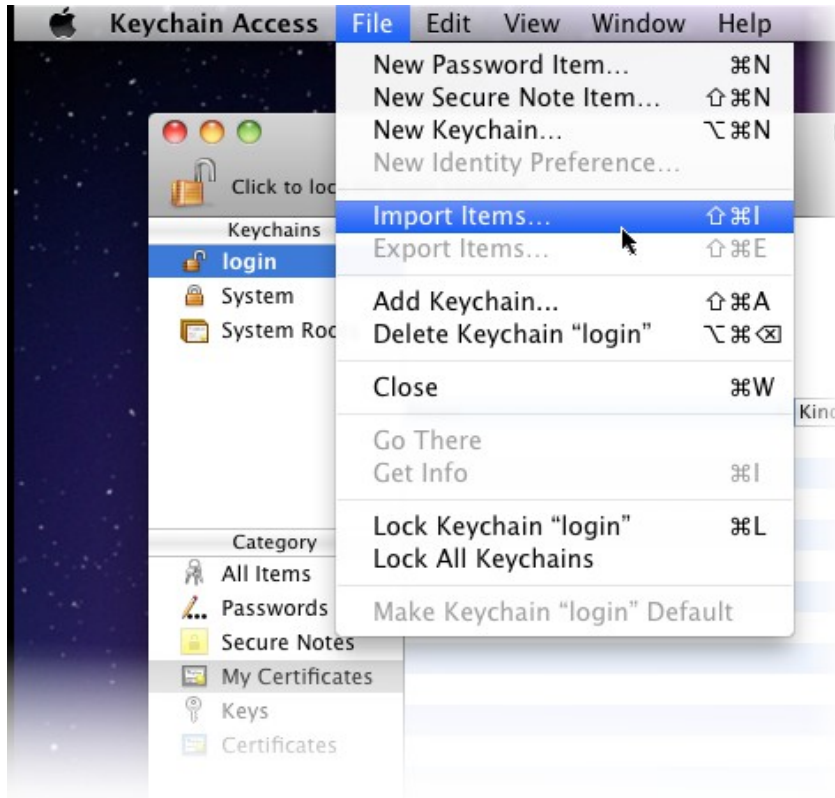 Keychain Access File Edit View Window Help
New Password Item... ⌘N
New Secure Note Item... ⇧⌘N
New Keychain... ⌥⌘N
New Identity Preference...
Import Items... ⇧⌘I
Export Items... ⇧⌘E
Add Keychain... ⇧⌘A
Delete Keychain “login” ⌥⌘⌫
Close ⌘W
Go There
Get Info ⌘I
Lock Keychain “login” ⌘L
Lock All Keychains
Make Keychain “login” Default
Click to loc
Keychains
login
System
System Roo
Kind
Category
All Items
Passwords
Secure Notes
My Certificates
Keys
Certificates